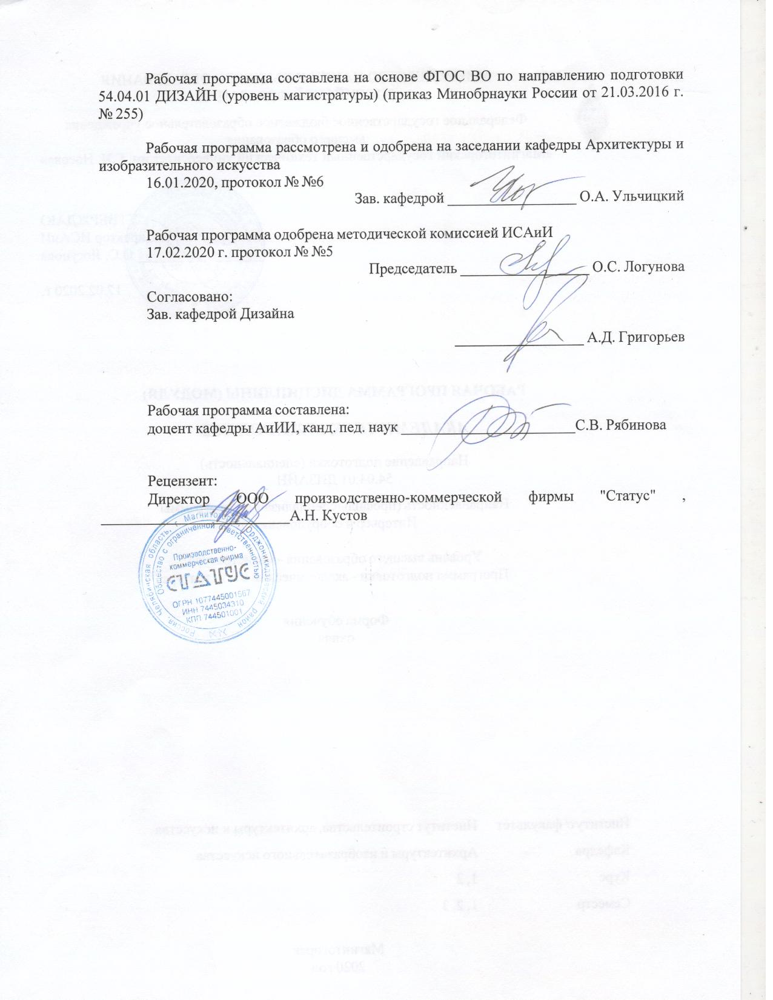 Рабочая программа составлена на основе ФГОС ВО по направлению подготовки
54.04.01 ДИЗАЙН (уровень магистратуры) (приказ Минобрнауки России от 21.03.2016 г.
№ 255)
Рабочая программа рассмотрена и одобрена на заседании кафедры Архитектуры и
изобразительного искусства
16.01.2020, протокол № №6
Зав. кафедрой О.А. Ульчицкий
Рабочая программа одобрена методической комиссией ИСАиИ
17.02.2020 г. протокол № №5
Председатель О.С. Логунова
Согласовано:
Зав. кафедрой Дизайна
А.Д. Григорьев
Рабочая программа составлена:
доцент кафедры АиИИ, канд. пед. наук С.В. Рябинова
Рецензент:
Директор ООО производственно-коммерческой фирмы "Статус" ,
А.Н. Кустов
Россия, Челябинская область, г. Магнитогорск, Орджоникидзевский район
Общество с ограниченной ответственностью
Производственно-
коммерческая фирма
СТАТУС
ОГРН 1077445001567
ИНН 7445034310
КПП 744501001